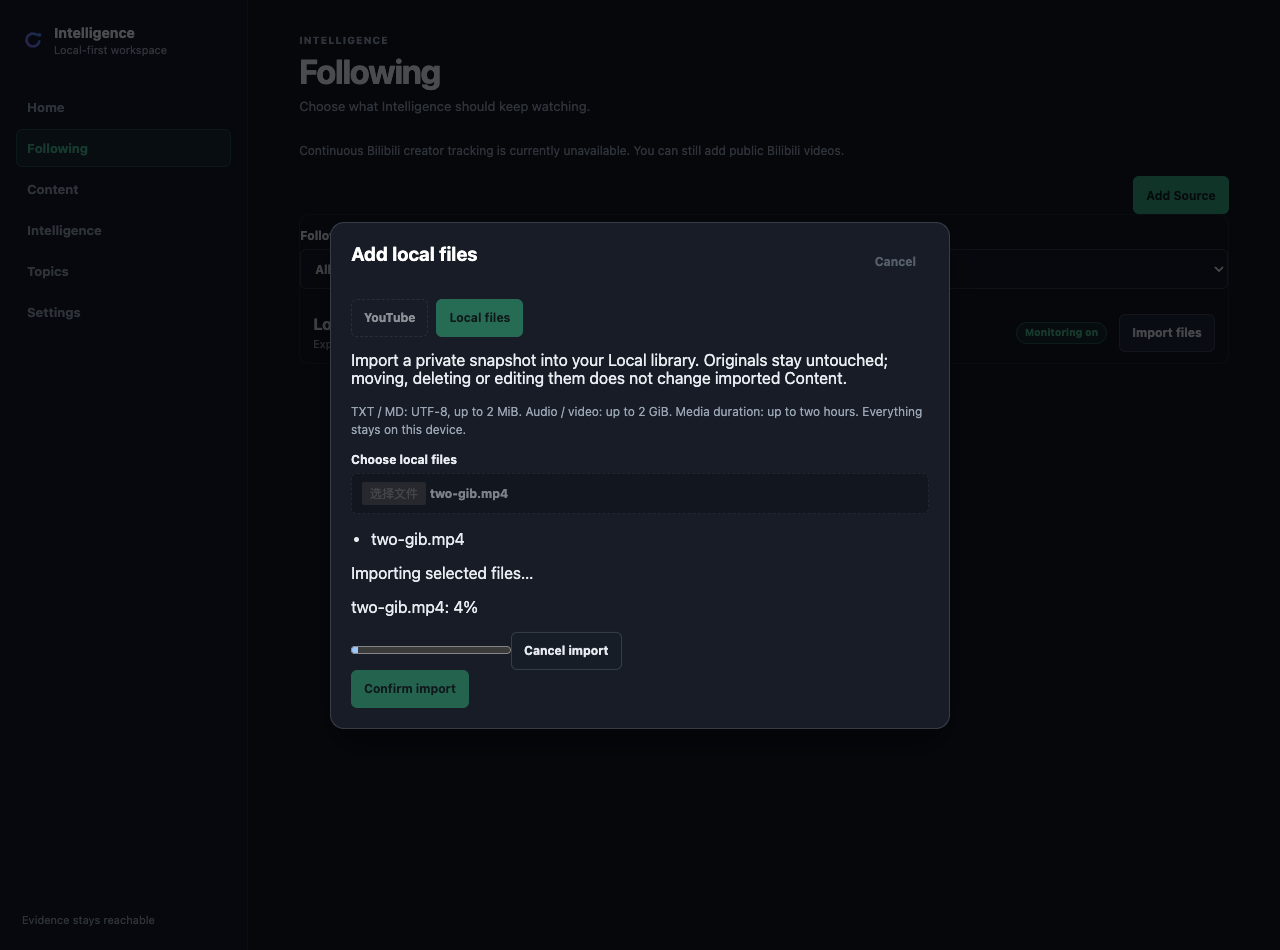 Intelligence
Local-first workspace
Home
Following
Content
Intelligence
Topics
Settings
Evidence stays reachable
INTELLIGENCE
Following
Choose what Intelligence should keep watching.
Continuous Bilibili creator tracking is currently unavailable. You can still add public Bilibili videos.
Add Source
Follo
All
Lo
Exp
Monitoring on
Import files
Add local files
Cancel
YouTube
Local files
Import a private snapshot into your Local library. Originals stay untouched;
moving, deleting or editing them does not change imported Content.
TXT / MD: UTF-8, up to 2 MiB. Audio / video: up to 2 GiB. Media duration: up to two hours. Everything
stays on this device.
Choose local files
选择文件 two-gib.mp4
• two-gib.mp4
Importing selected files...
two-gib.mp4: 4%
Cancel import
Confirm import